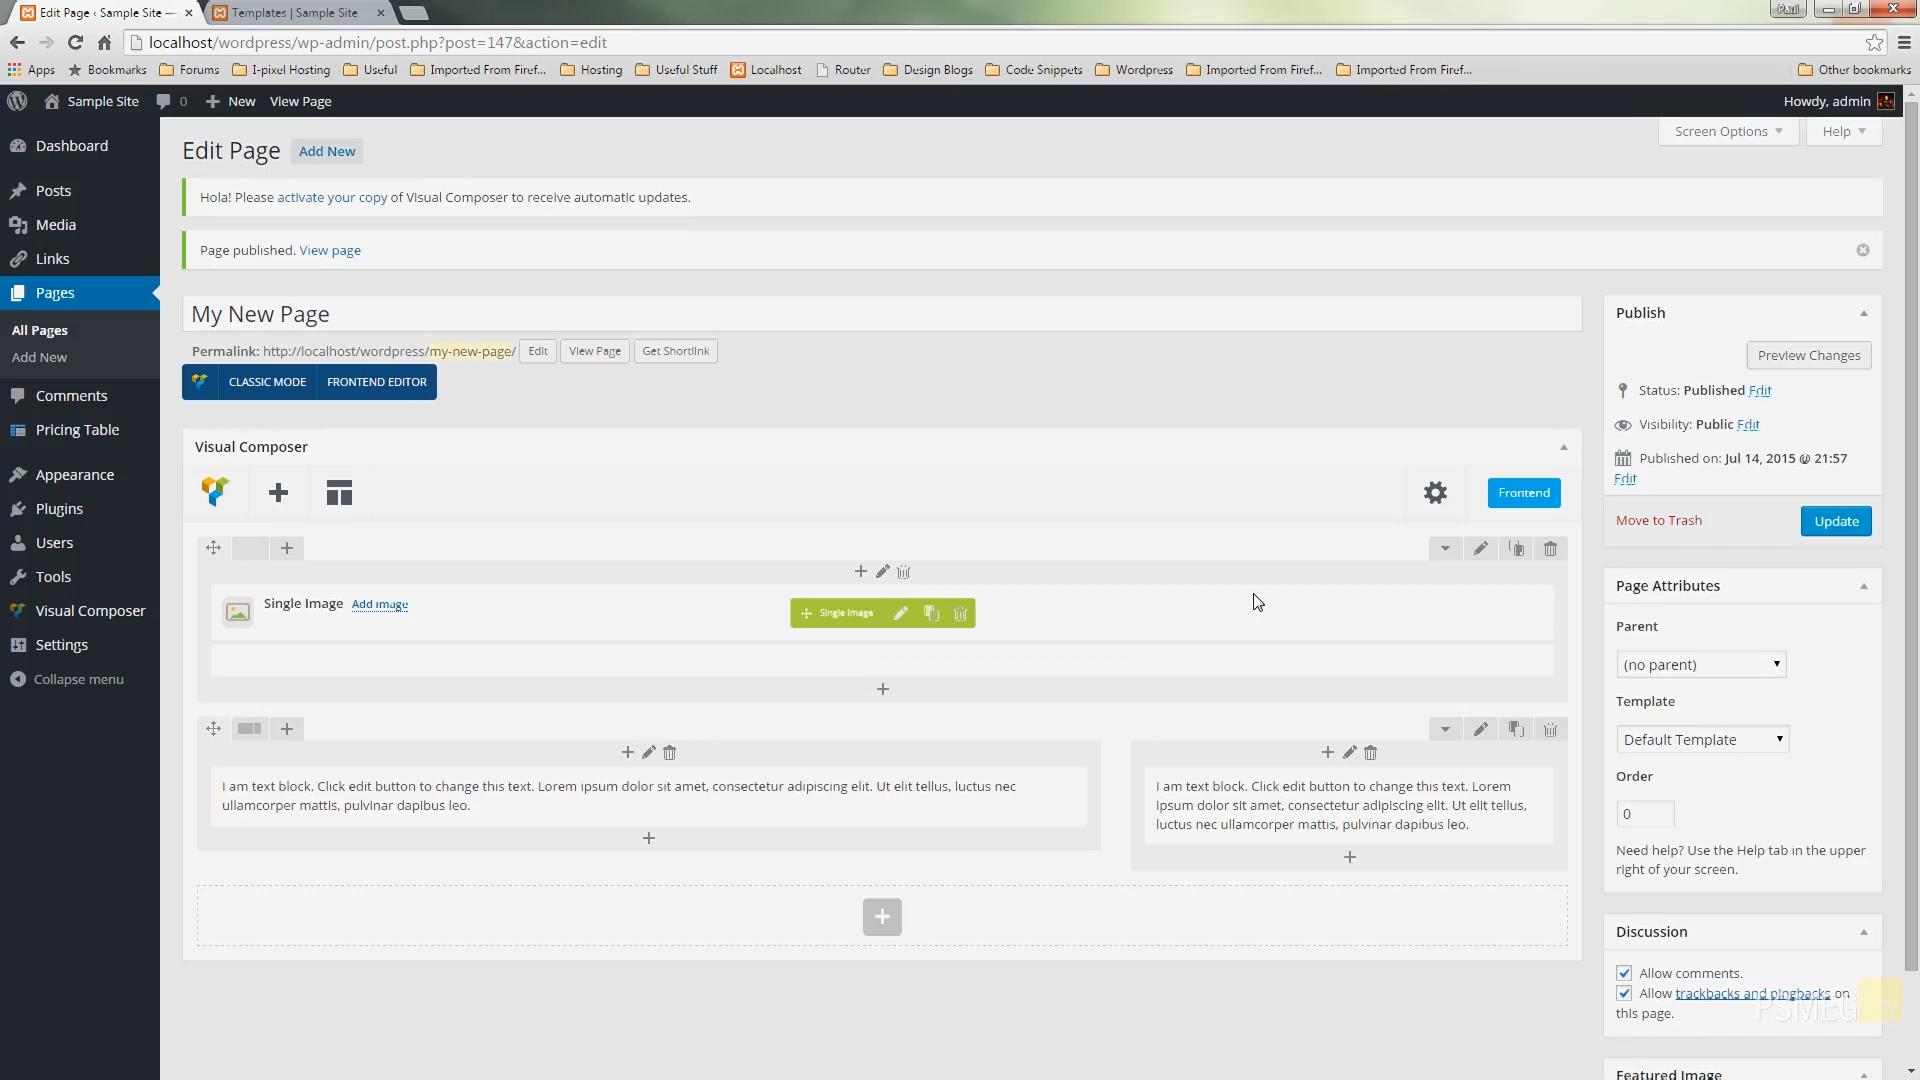 Edit Page ‹ Sample Site —
Templates | Sample Site
Paul
localhost/wordpress/wp-admin/post.php?post=147&action=edit
Apps Bookmarks Forums I-pixel Hosting Useful Imported From Firef... Hosting Useful Stuff Localhost Router Design Blogs Code Snippets Wordpress Imported From Firef... Imported From Firef... Other bookmarks
Sample Site 0 New View Page Howdy, admin
Screen Options Help
Dashboard
Posts
Media
Links
Pages
All Pages
Add New
Comments
Pricing Table
Appearance
Plugins
Users
Tools
Visual Composer
Settings
Collapse menu
Edit Page Add New
Hola! Please activate your copy of Visual Composer to receive automatic updates.
Page published. View page
My New Page
Permalink: http://localhost/wordpress/my-new-page/ Edit View Page Get Shortlink
CLASSIC MODE FRONTEND EDITOR
Visual Composer
Frontend
Single Image Add image
Single Image
I am text block. Click edit button to change this text. Lorem ipsum dolor sit amet, consectetur adipiscing elit. Ut elit tellus, luctus nec
ullamcorper mattis, pulvinar dapibus leo.
I am text block. Click edit button to change this text. Lorem
ipsum dolor sit amet, consectetur adipiscing elit. Ut elit tellus,
luctus nec ullamcorper mattis, pulvinar dapibus leo.
Publish
Preview Changes
Status: Published Edit
Visibility: Public Edit
Published on: Jul 14, 2015 @ 21:57
Edit
Move to Trash Update
Page Attributes
Parent
(no parent)
Template
Default Template
Order
0
Need help? Use the Help tab in the upper
right of your screen.
Discussion
Allow comments.
Allow trackbacks and pingbacks on
this page.
PSMEG
Featured Image